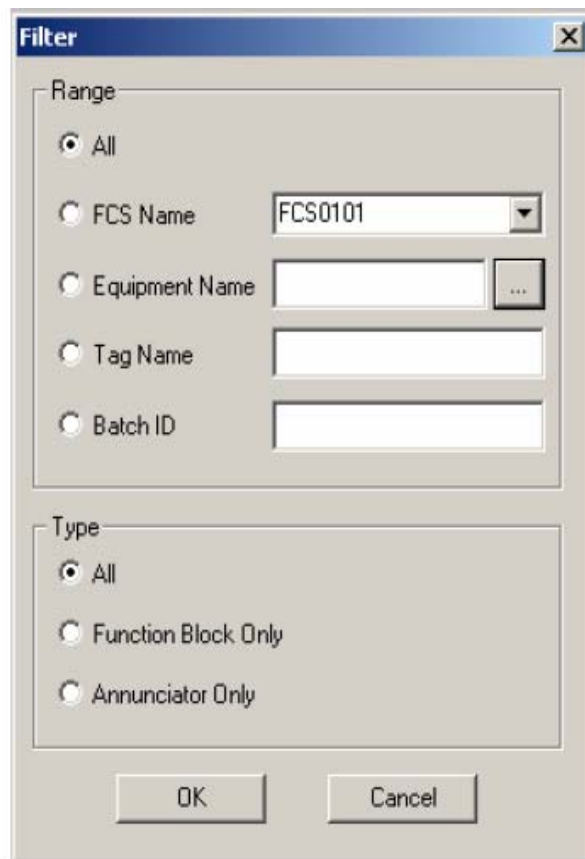 Filter
Range
All
FCS Name FCS0101
Equipment Name ...
Tag Name
Batch ID
Type
All
Function Block Only
Annunciator Only
OK Cancel